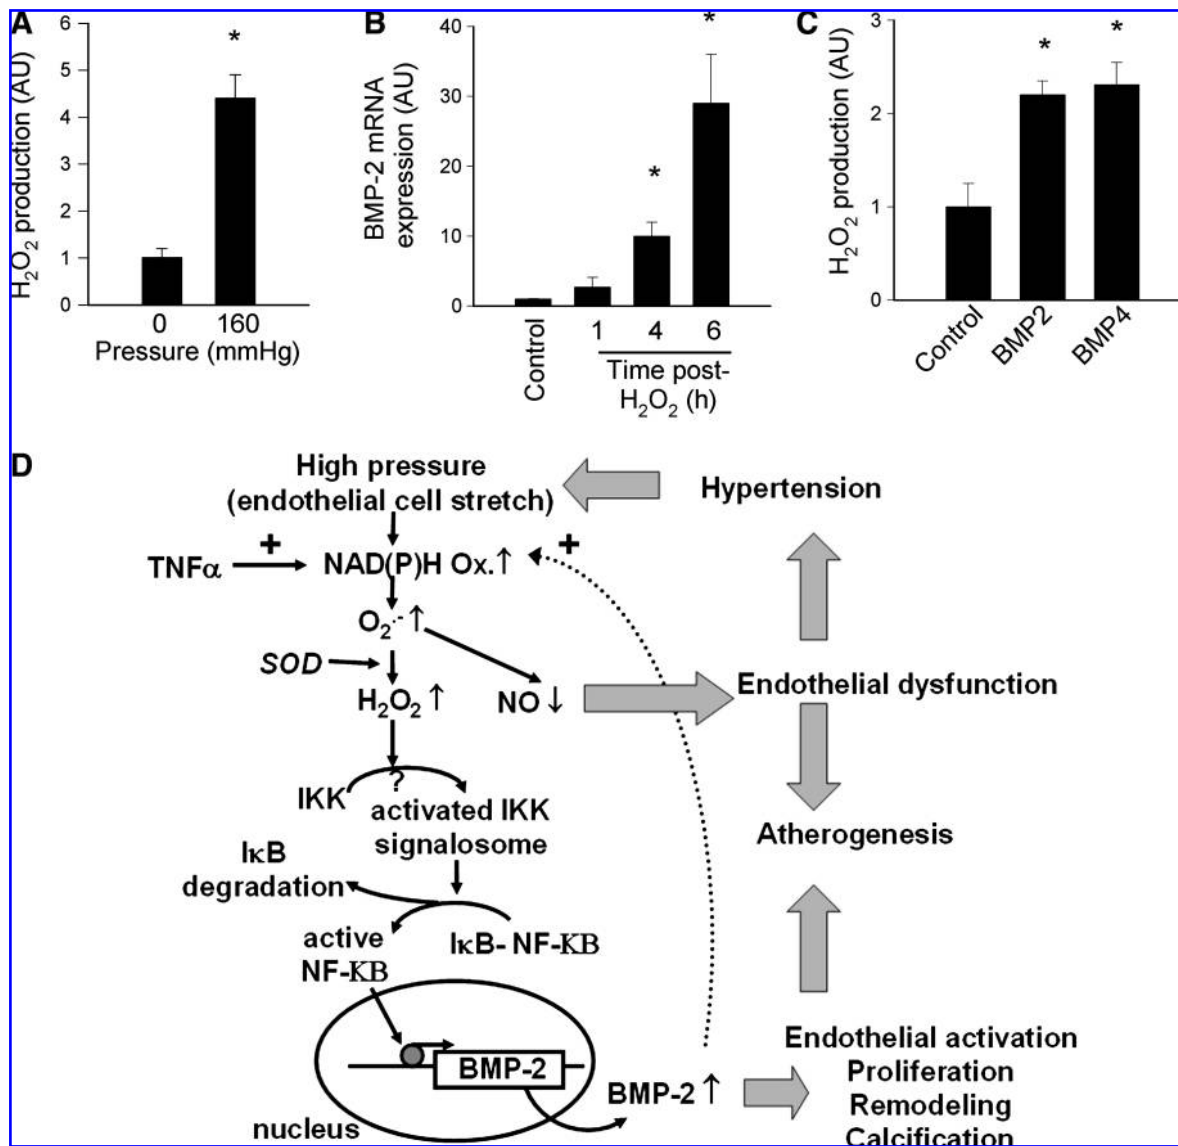 A
H₂O₂ production (AU)
6
5
4
3
2
1
0
*
0 160
Pressure (mmHg)
B
BMP-2 mRNA
expression (AU)
40
30
20
10
0
*
*
Control
1 4 6
Time post-
H₂O₂ (h)
C
H₂O₂ production (AU)
3
2
1
0
* *
Control
BMP2
BMP4
D
High pressure
(endothelial cell stretch)
Hypertension
+ +
TNFα
NAD(P)H Ox.↑
O₂·- ↑
SOD
H₂O₂ ↑
NO ↓
Endothelial dysfunction
?
IKK
activated IKK
signalosome
Atherogenesis
IκB
degradation
active
NF-KB
IκB- NF-KB
BMP-2
nucleus
BMP-2 ↑
Endothelial activation
Proliferation
Remodeling
Calcification